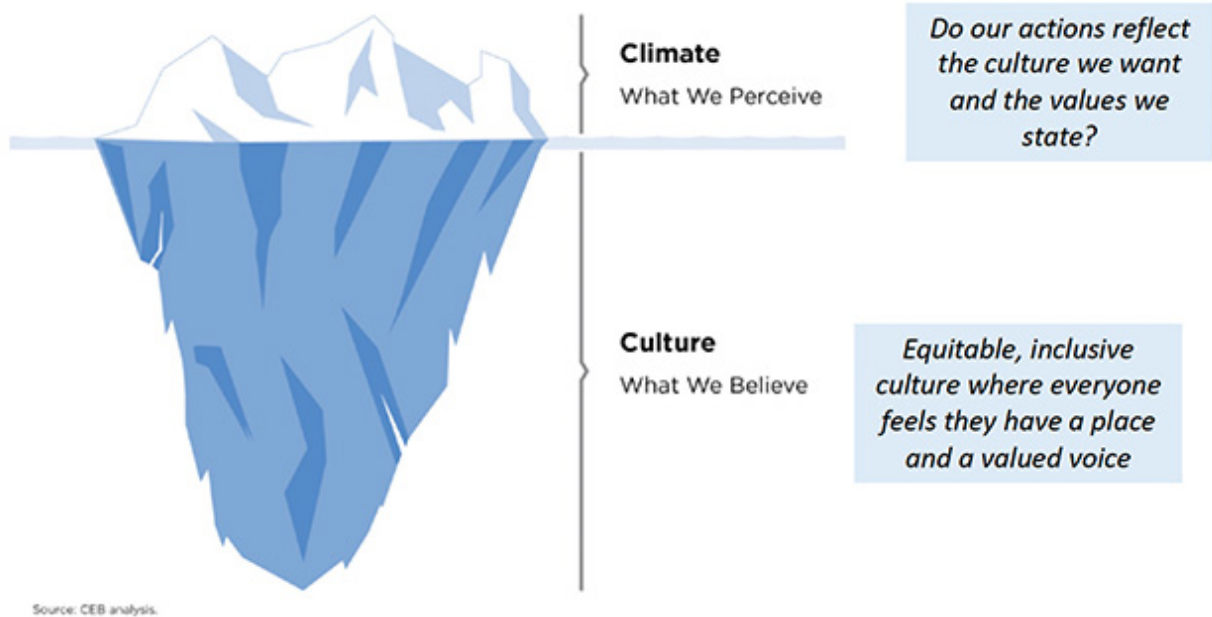 Climate
What We Perceive
Do our actions reflect
the culture we want
and the values we
state?
Culture
What We Believe
Equitable, inclusive
culture where everyone
feels they have a place
and a valued voice
Source: CEB analysis.